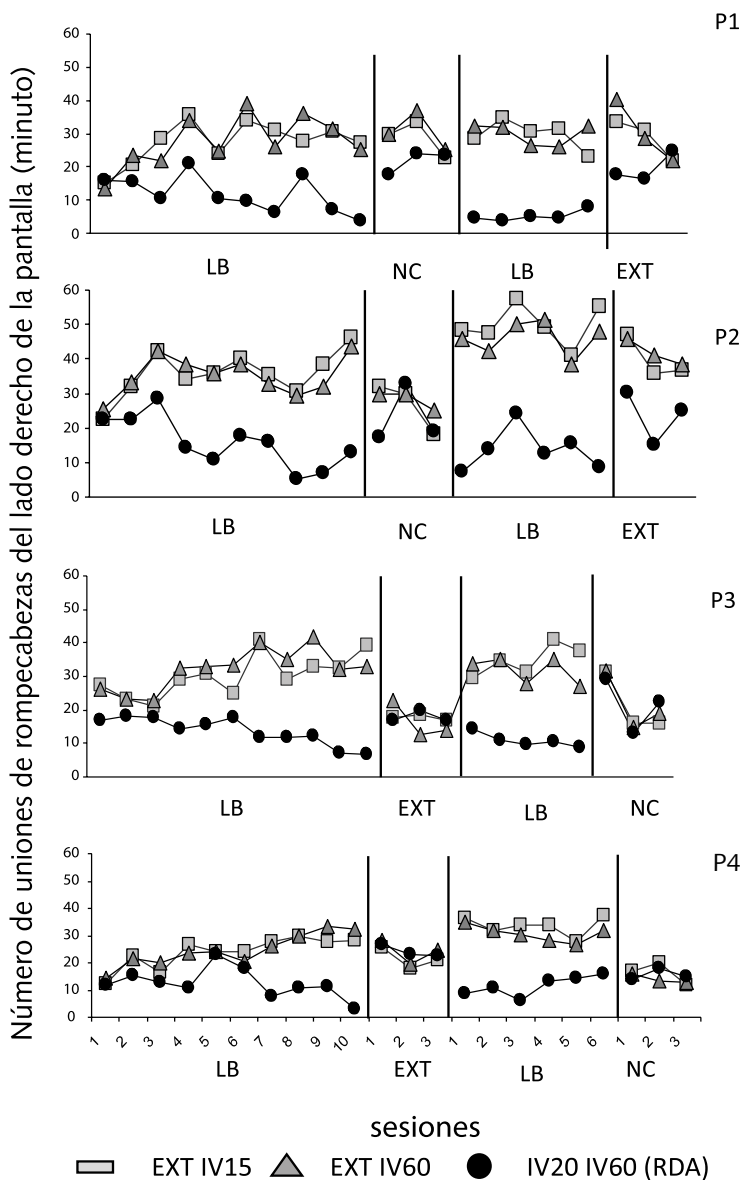 Número de uniones de rompecabezas del lado derecho de la pantalla (minuto)
P1
60
50
40
30
20
10
0
LB NC LB EXT
P2
60
50
40
30
20
10
0
LB NC LB EXT
P3
60
50
40
30
20
10
0
LB EXT LB NC
P4
60
50
40
30
20
10
0
1 2 3 4 5 6 7 8 9 10 1 2 3 1 2 3 4 5 6 1 2 3
LB EXT LB NC
sesiones
EXT IV15 EXT IV60 IV20 IV60 (RDA)